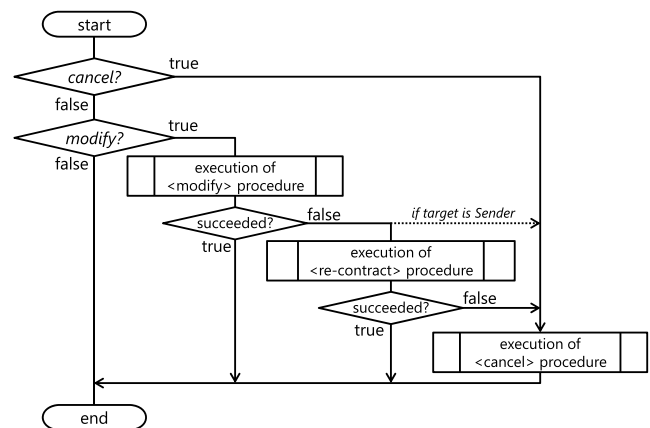 start
cancel?
true
false
modify?
true
false
execution of
<modify> procedure
succeeded?
false
if target is Sender
true
execution of
<re-contract> procedure
succeeded?
false
true
execution of
<cancel> procedure
end